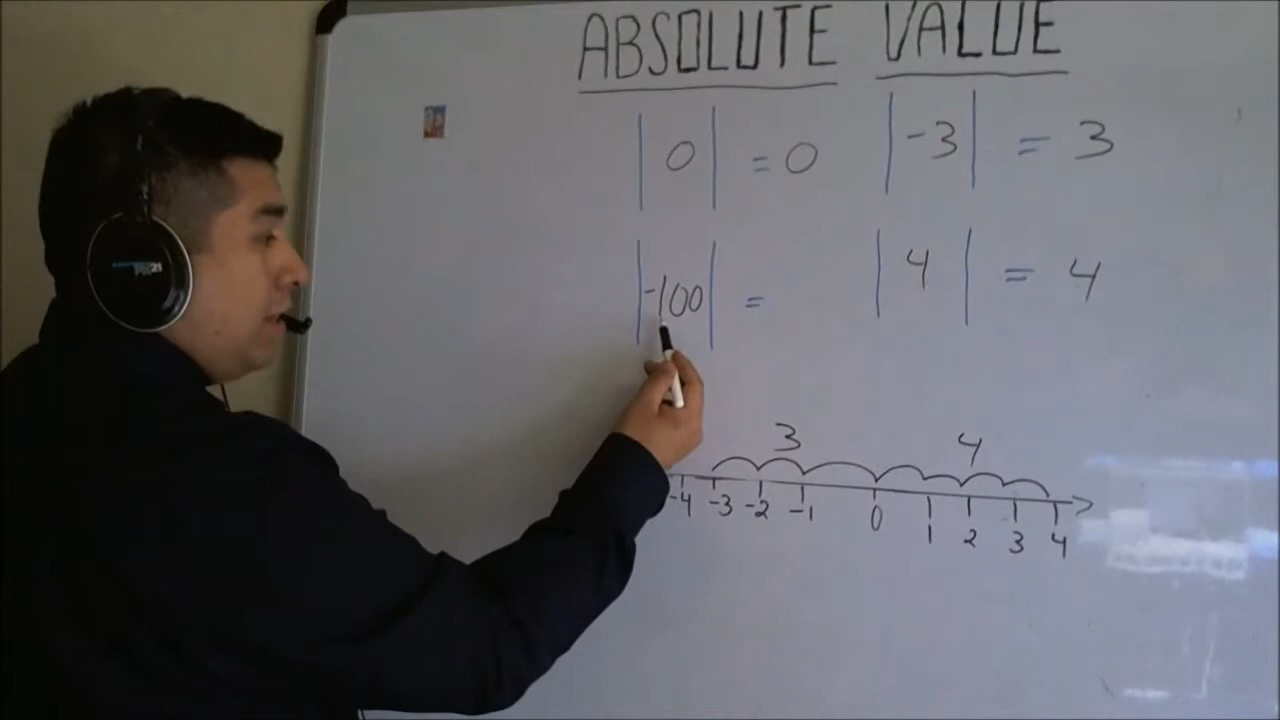 ABSOLUTE VALUE
|0| = 0 |-3| = 3
|-100| = |4| = 4
3 4
-4 -3 -2 -1 0 1 2 3 4